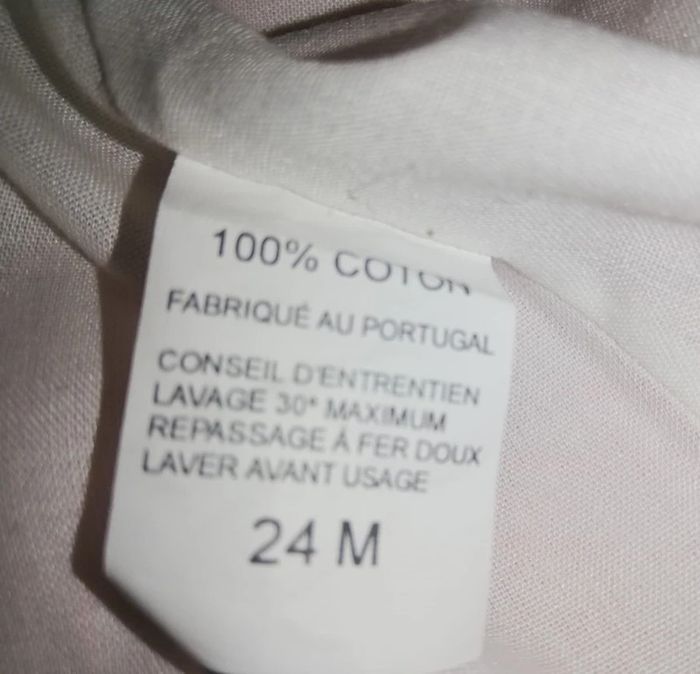 100% COTON
FABRIQUÉ AU PORTUGAL
CONSEIL D'ENTRENTIEN
LAVAGE 30° MAXIMUM
REPASSAGE À FER DOUX
LAVER AVANT USAGE
24 M